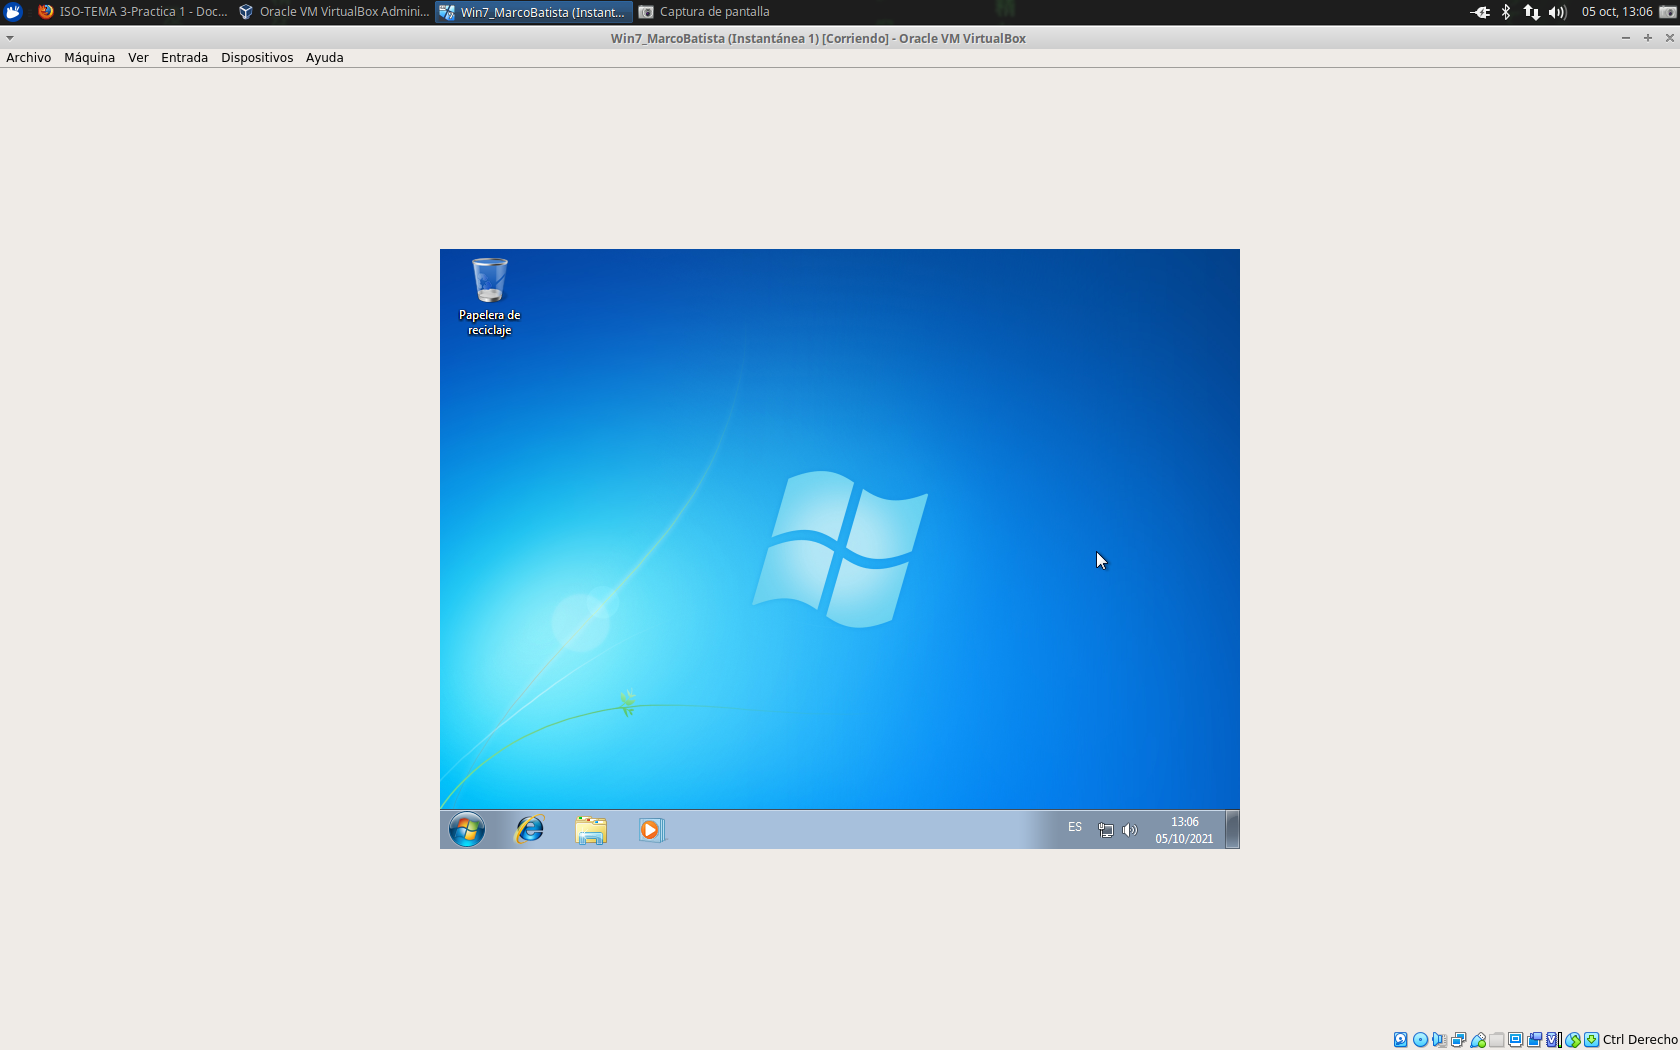 ISO-TEMA 3-Practica 1 - Doc... Oracle VM VirtualBox Admini... Win7_MarcoBatista (Instant... Captura de pantalla 05 oct, 13:06
Win7_MarcoBatista (Instantánea 1) [Corriendo] - Oracle VM VirtualBox
Archivo Máquina Ver Entrada Dispositivos Ayuda
Papelera de
reciclaje
ES
13:06
05/10/2021
Ctrl Derecho